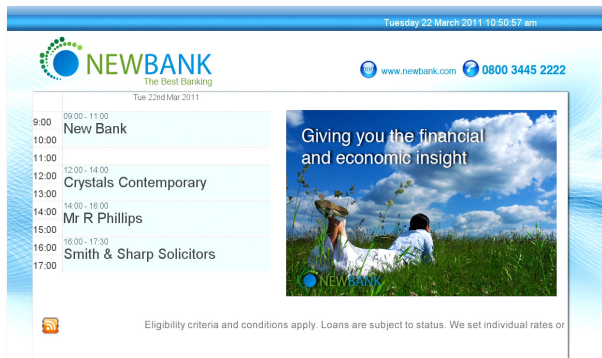 Tuesday 22 March 2011 10:50:57 am
NEWBANK
The Best Banking
www.newbank.com 0800 3445 2222
Tue 22nd Mar 2011
9:00
09:00 - 11:00
New Bank
10:00
11:00
12:00
12:00 - 14:00
Crystals Contemporary
13:00
14:00
14:00 - 16:00
Mr R Phillips
15:00
16:00
16:00 - 17:30
Smith & Sharp Solicitors
17:00
Giving you the financial
and economic insight
NEWBANK
Eligibility criteria and conditions apply. Loans are subject to status. We set individual rates or